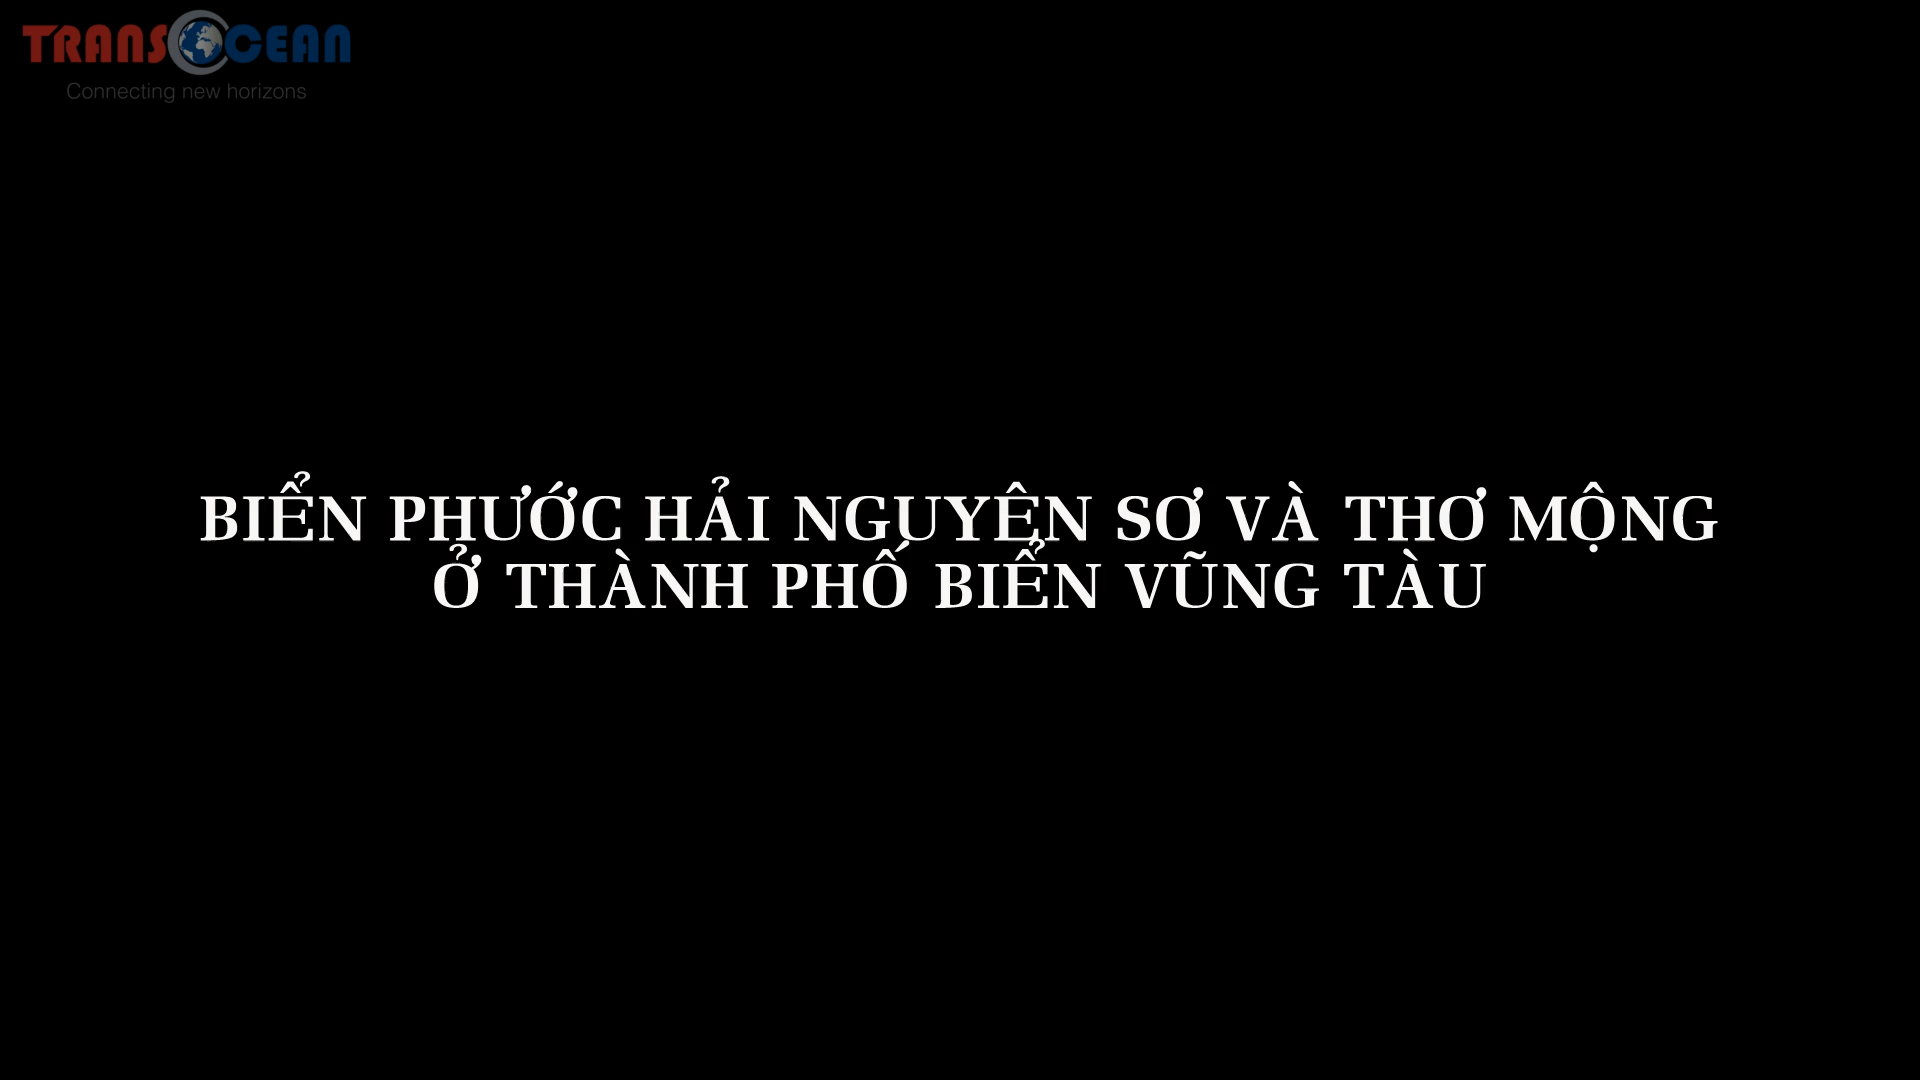 TRANSOCEAN
Connecting new horizons
BIỂN PHƯỚC HẢI NGUYÊN SƠ VÀ THƠ MỘNG
Ở THÀNH PHỐ BIỂN VŨNG TÀU